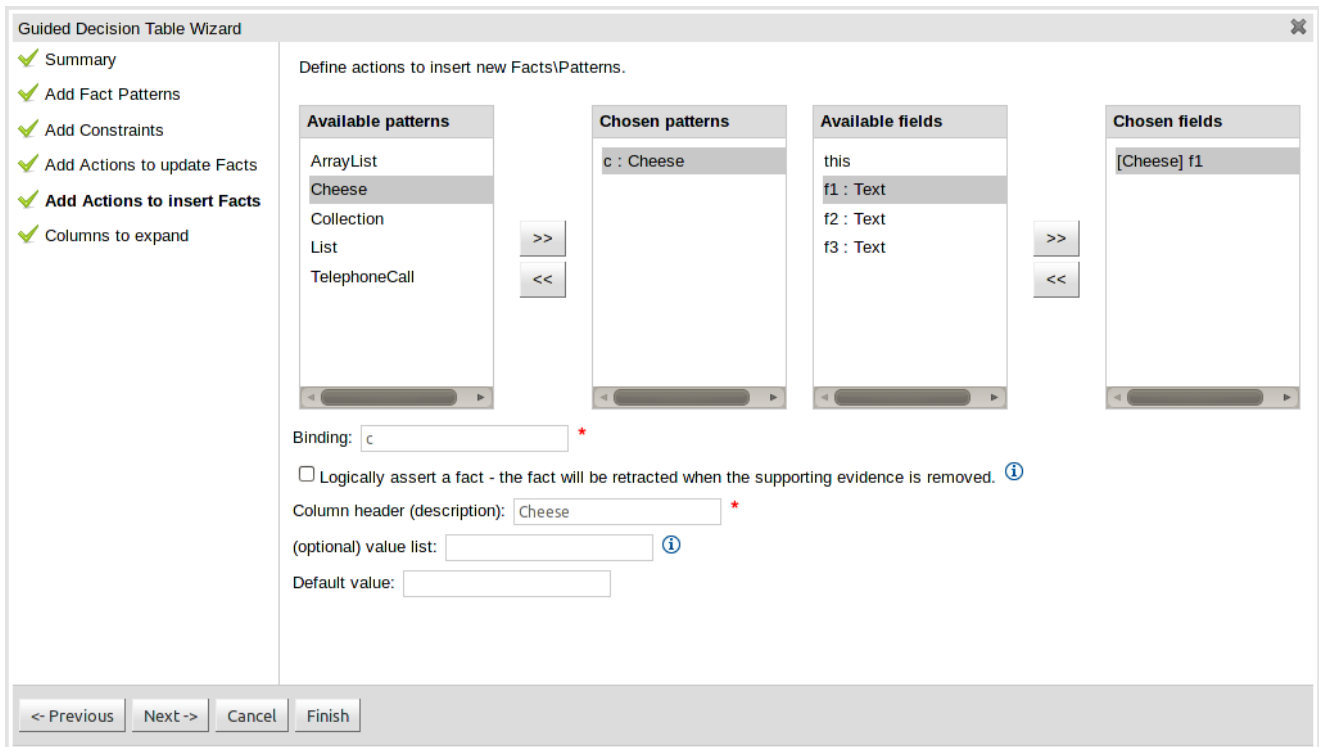 Guided Decision Table Wizard
Summary
Add Fact Patterns
Add Constraints
Add Actions to update Facts
Add Actions to insert Facts
Columns to expand
Define actions to insert new Facts\Patterns.
Available patterns
ArrayList
Cheese
Collection
List
TelephoneCall
>>
<<
Chosen patterns
c : Cheese
Available fields
this
f1 : Text
f2 : Text
f3 : Text
>>
<<
Chosen fields
[Cheese] f1
Binding: c *
Logically assert a fact - the fact will be retracted when the supporting evidence is removed. i
Column header (description): Cheese *
(optional) value list: i
Default value:
<- Previous Next -> Cancel Finish